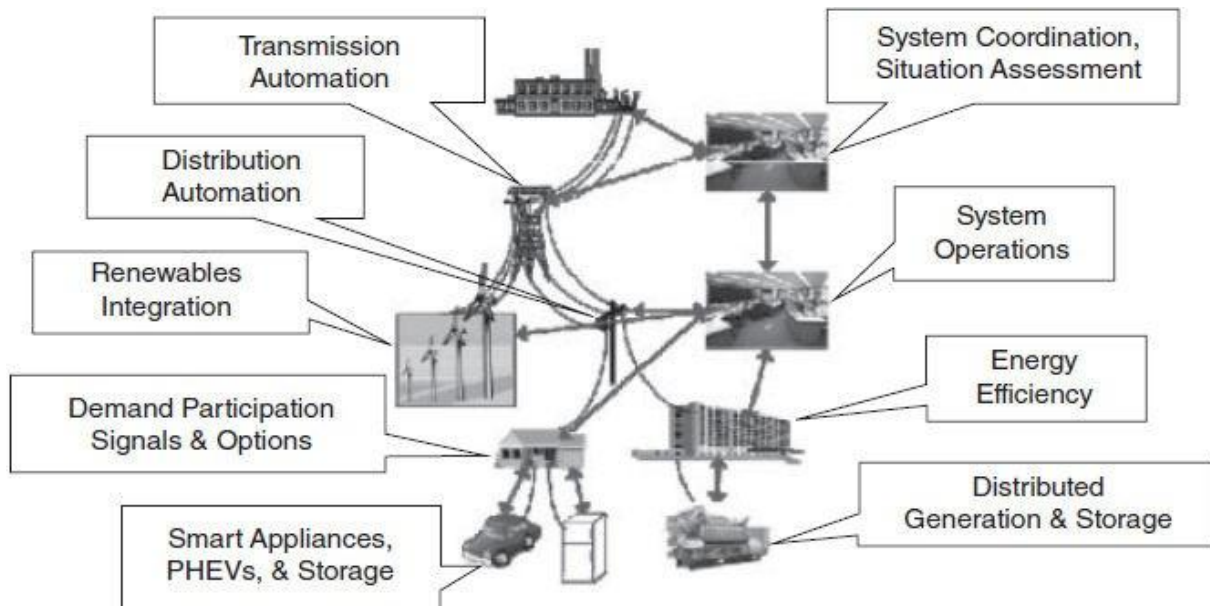 Transmission
Automation
System Coordination,
Situation Assessment
Distribution
Automation
System
Operations
Renewables
Integration
Energy
Efficiency
Demand Participation
Signals & Options
Distributed
Generation & Storage
Smart Appliances,
PHEVs, & Storage